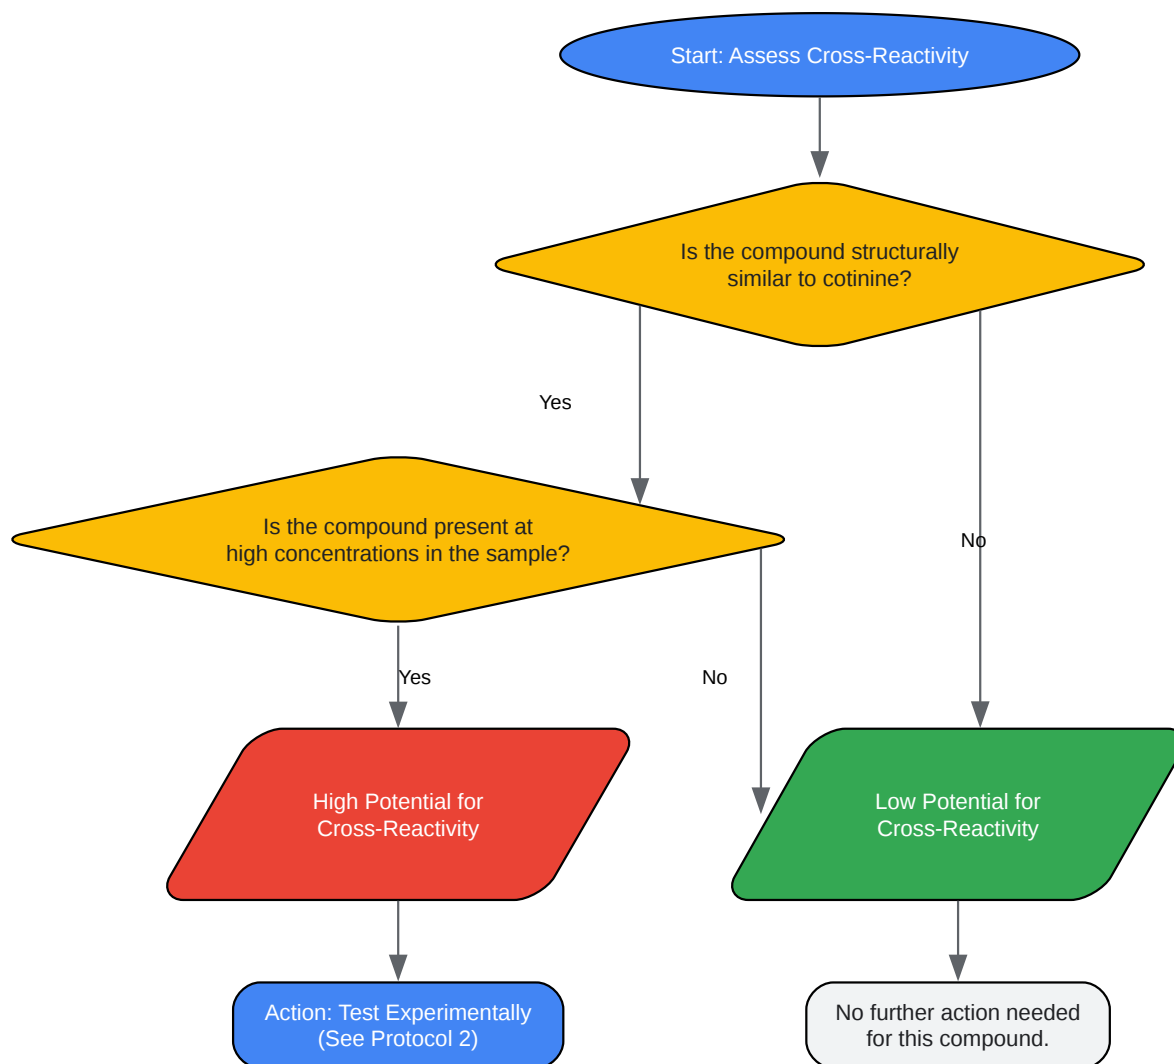 Start: Assess Cross-Reactivity
Is the compound structurally
similar to cotinine?
Yes
No
Is the compound present at
high concentrations in the sample?
Yes
No
High Potential for
Cross-Reactivity
Low Potential for
Cross-Reactivity
Action: Test Experimentally
(See Protocol 2)
No further action needed
for this compound.